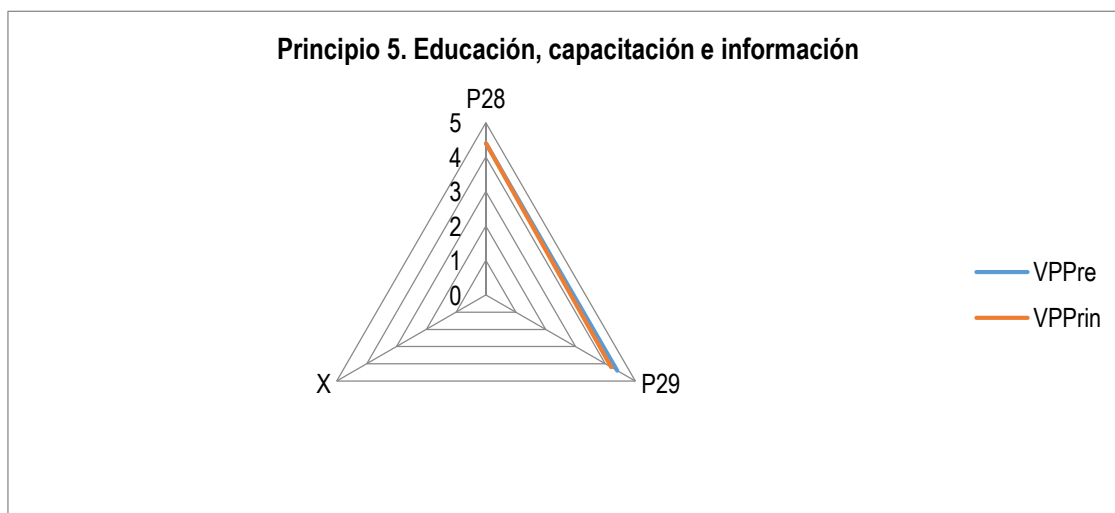 Principio 5. Educación, capacitación e información
P28
5
4
3
2
1
0
X
P29
VPPre
VPPrin